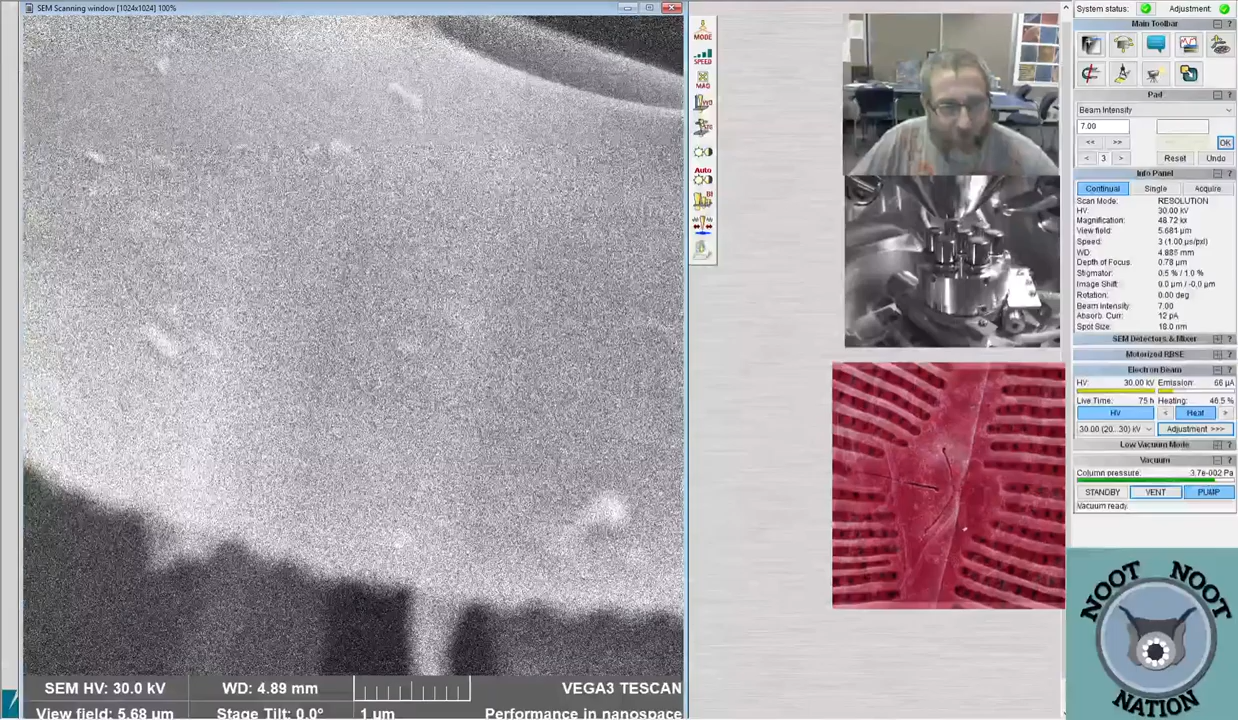 SEM Scanning window [1024x1024] 100%
MODE
SPEED
MAG
WD
Auto
BI
SEM HV: 30.0 kV
WD: 4.89 mm
VEGA3 TESCAN
View field: 5.68 µm
Stage Tilt: 0.0°
1 µm
Performance in nanospace
System status:
Adjustment:
Main Toolbar
Pad
Beam Intensity
7.00
<<
>>
OK
< 3 >
Reset
Undo
Info Panel
Continual
Single
Acquire
Scan Mode: RESOLUTION
HV: 30.00 kV
Magnification: 48.72 kx
View field: 5.681 µm
Speed: 3 (1.00 µs/pxl)
WD: 4.885 mm
Depth of Focus: 0.78 µm
Stigmator: 0.5 % / 1.0 %
Image Shift: 0.0 µm / -0.0 µm
Rotation: 0.00 deg
Beam Intensity: 7.00
Absorb. Curr: 12 pA
Spot Size: 18.0 nm
SEM Detectors & Mixer
Motorized RBSE
Electron Beam
HV: 30.00 kV Emission: 66 µA
Live Time: 75 h Heating: 46.5 %
HV
< Heat >
30.00 (20...30) kV
Adjustment >>>
Low Vacuum Mode
Vacuum
Column pressure: 3.7e-002 Pa
STANDBY
VENT
PUMP
Vacuum ready.
NOOT NOOT
NATION